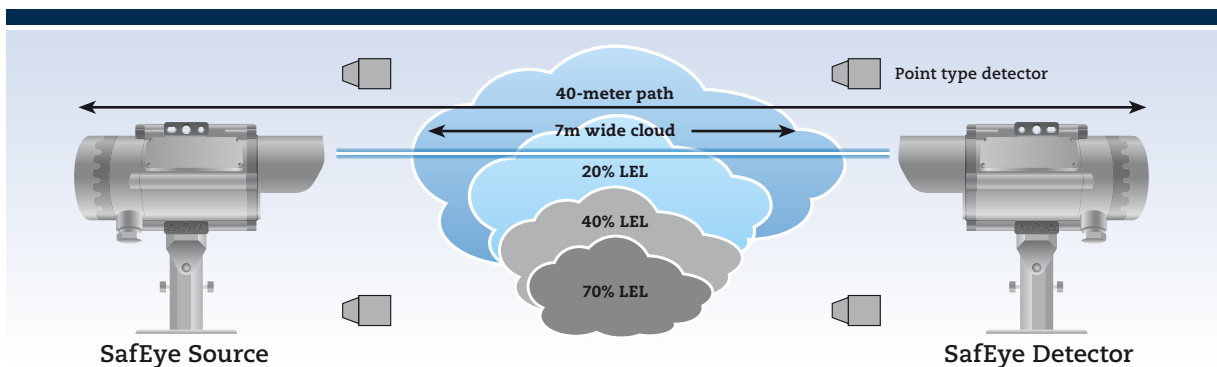 Point type detector
40-meter path
7m wide cloud
20% LEL
40% LEL
70% LEL
SafEye Source
SafEye Detector